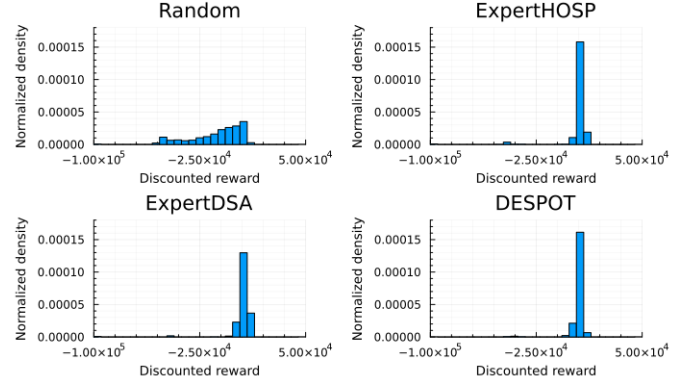 Random
ExpertHOSP
Normalized density
0.00015
0.00010
0.00005
0.00000
−1.00×10⁵
−2.50×10⁴
5.00×10⁴
Discounted reward
Normalized density
0.00015
0.00010
0.00005
0.00000
−1.00×10⁵
−2.50×10⁴
5.00×10⁴
Discounted reward
ExpertDSA
DESPOT
Normalized density
0.00015
0.00010
0.00005
0.00000
−1.00×10⁵
−2.50×10⁴
5.00×10⁴
Discounted reward
Normalized density
0.00015
0.00010
0.00005
0.00000
−1.00×10⁵
−2.50×10⁴
5.00×10⁴
Discounted reward